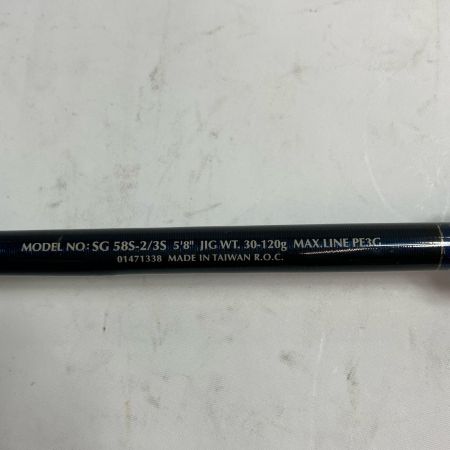 MODEL NO: SG 58S-2/3S 5'8" JIG WT. 30-120g MAX.LINE PE3G
01471338 MADE IN TAIWAN R.O.C.